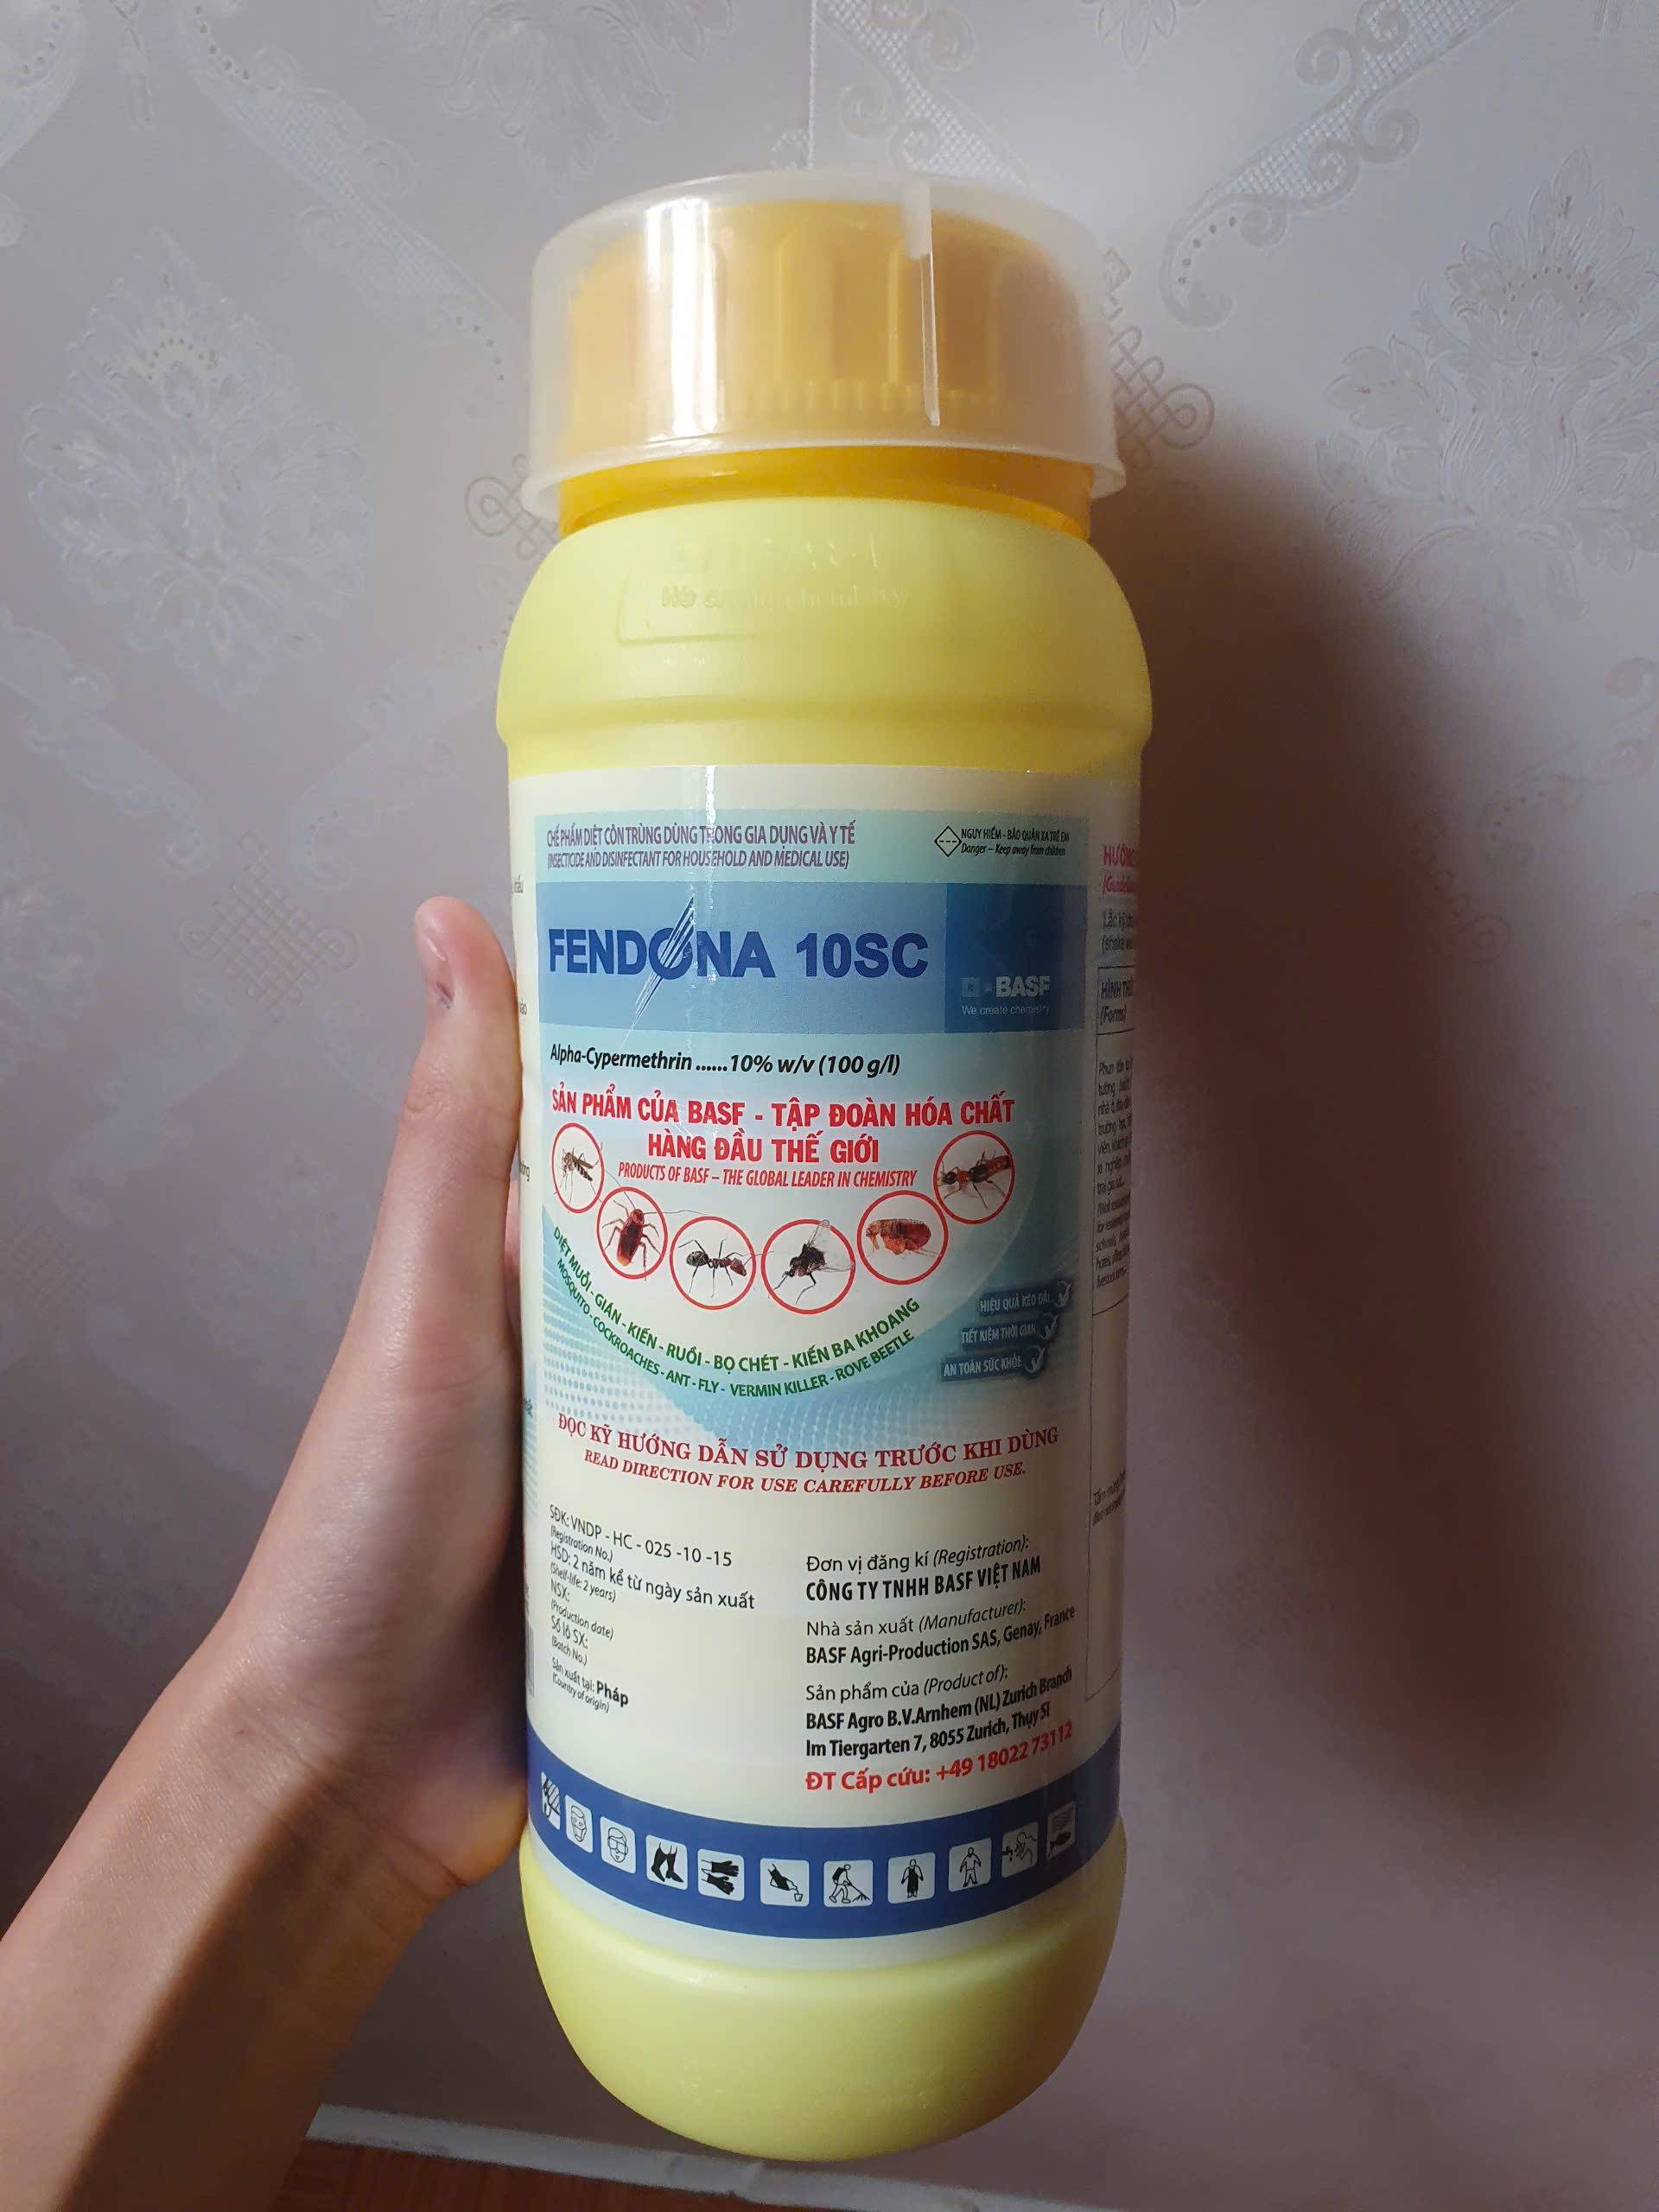 CHẾ PHẨM DIỆT CÔN TRÙNG DÙNG TRONG GIA DỤNG VÀ Y TẾ
(INSECTICIDE AND DISINFECTANT FOR HOUSEHOLD AND MEDICAL USE)
NGUY HIỂM - BẢO QUẢN XA TRẺ EM
Danger – Keep away from children
FENDONA 10SC
BASF
We create chemistry
Alpha-Cypermethrin ......10% w/v (100 g/l)
SẢN PHẨM CỦA BASF - TẬP ĐOÀN HÓA CHẤT
HÀNG ĐẦU THẾ GIỚI
PRODUCTS OF BASF – THE GLOBAL LEADER IN CHEMISTRY
DIỆT MUỖI - GIÁN - KIẾN - RUỒI - BỌ CHÉT - KIẾN BA KHOANG
MOSQUITO - COCKROACHES - ANT - FLY - VERMIN KILLER - ROVE BEETLE
HIỆU QUẢ KÉO DÀI
TIẾT KIỆM THỜI GIAN
AN TOÀN SỨC KHỎE
ĐỌC KỸ HƯỚNG DẪN SỬ DỤNG TRƯỚC KHI DÙNG
READ DIRECTION FOR USE CAREFULLY BEFORE USE.
SĐK: VNDP - HC - 025 -10 -15
(Registration No.)
HSD: 2 năm kể từ ngày sản xuất
(Shelf-life: 2 years)
NSX:
(Production date)
Số lô SX:
(Batch No.)
Sản xuất tại: Pháp
(Country of origin)
Đơn vị đăng kí (Registration):
CÔNG TY TNHH BASF VIỆT NAM
Nhà sản xuất (Manufacturer):
BASF Agri-Production SAS, Genay, France
Sản phẩm của (Product of):
BASF Agro B.V.Arnhem (NL) Zurich Branch
Im Tiergarten 7, 8055 Zurich, Thụy Sĩ
ĐT Cấp cứu: +49 18022 73112